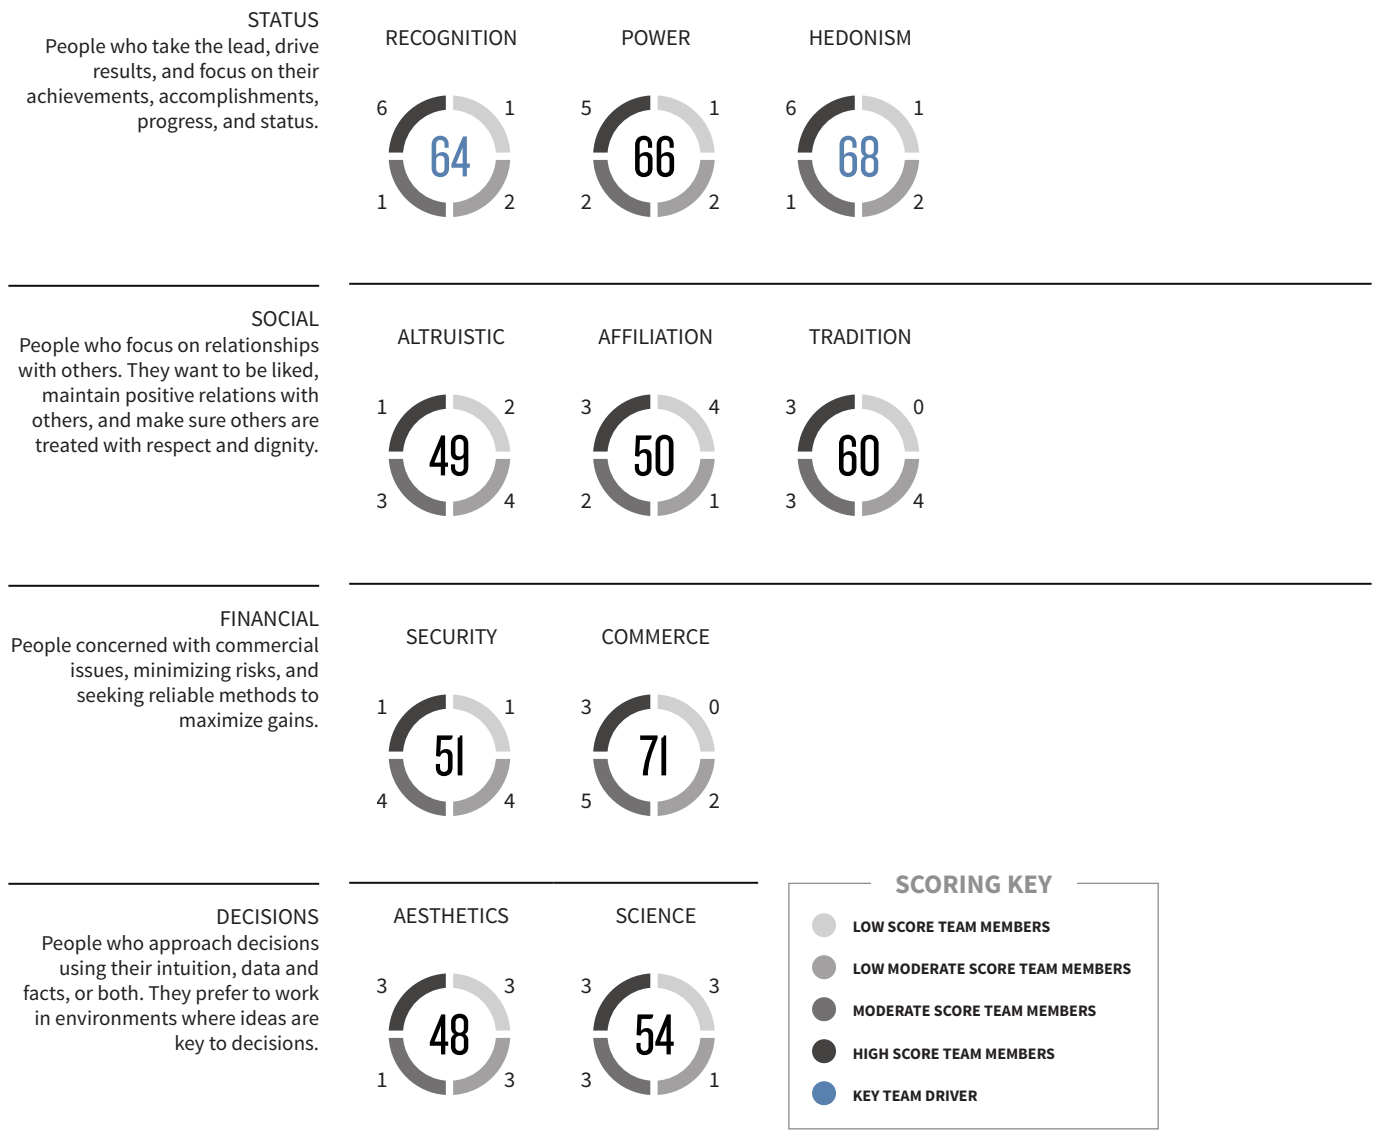 STATUS
People who take the lead, drive
results, and focus on their
achievements, accomplishments,
progress, and status.
RECOGNITION
6
1
64
1
2
POWER
5
1
66
2
2
HEDONISM
6
1
68
1
2
SOCIAL
People who focus on relationships
with others. They want to be liked,
maintain positive relations with
others, and make sure others are
treated with respect and dignity.
ALTRUISTIC
1
2
49
3
4
AFFILIATION
3
4
50
2
1
TRADITION
3
0
60
3
4
FINANCIAL
People concerned with commercial
issues, minimizing risks, and
seeking reliable methods to
maximize gains.
SECURITY
1
1
51
4
4
COMMERCE
3
0
71
5
2
DECISIONS
People who approach decisions
using their intuition, data and
facts, or both. They prefer to work
in environments where ideas are
key to decisions.
AESTHETICS
3
3
48
1
3
SCIENCE
3
3
54
3
1
SCORING KEY
LOW SCORE TEAM MEMBERS
LOW MODERATE SCORE TEAM MEMBERS
MODERATE SCORE TEAM MEMBERS
HIGH SCORE TEAM MEMBERS
KEY TEAM DRIVER